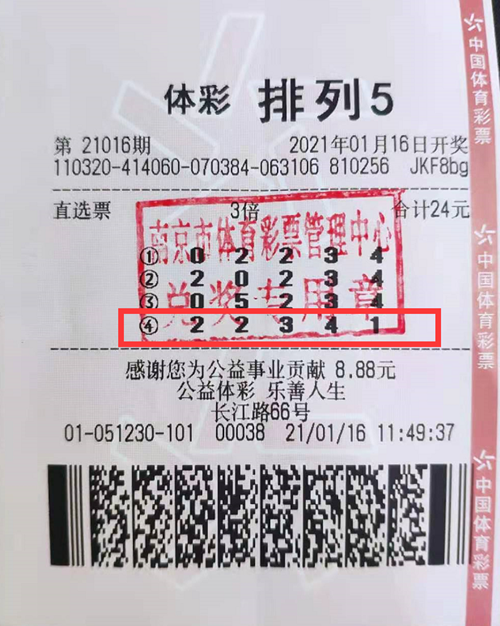 体彩 排列5
第 21016期 2021年01月16日开奖
110320-414060-070384-063106 810256 JKF8bg
直选票 3倍 合计24元
南京市体育彩票管理中心
① 0 2 2 3 4
② 2 0 2 3 4
兑奖专用章
③ 0 5 2 3 4
④ 2 2 3 4 1
感谢您为公益事业贡献 8.88元
公益体彩 乐善人生
长江路66号
01-051230-101 00038 21/01/16 11:49:37
中国体育彩票
中国体育彩票
中国体育彩票